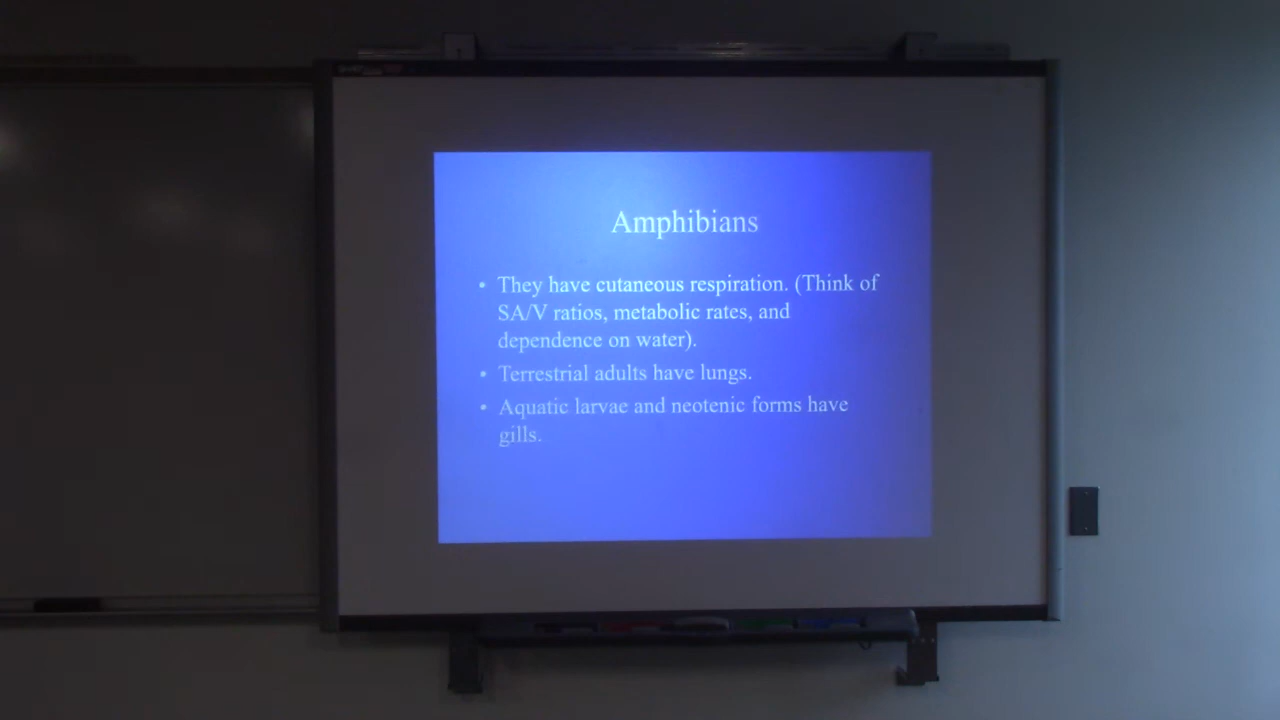 Amphibians
• They have cutaneous respiration. (Think of
SA/V ratios, metabolic rates, and
dependence on water).
• Terrestrial adults have lungs.
• Aquatic larvae and neotenic forms have
gills.